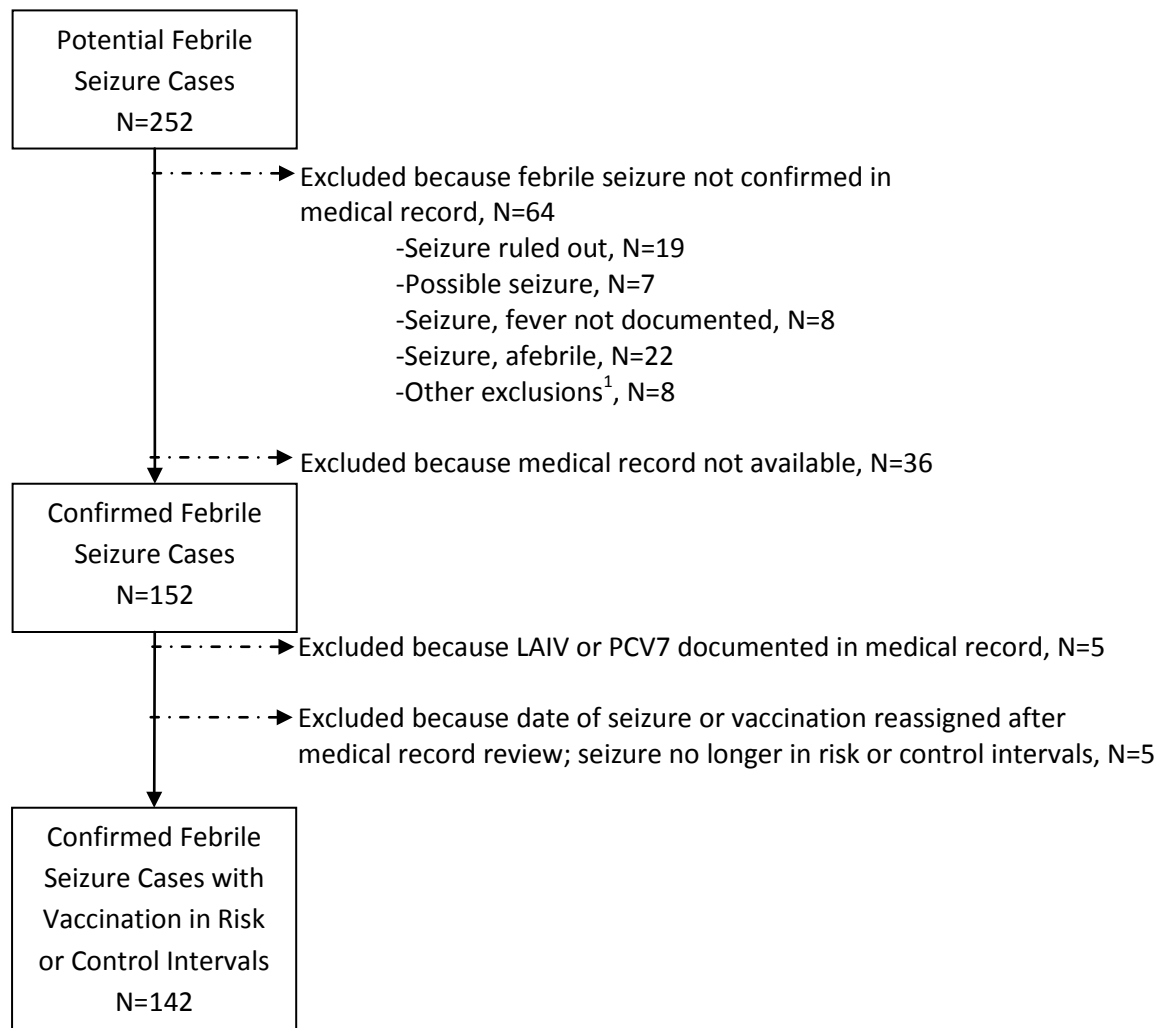 Potential Febrile
Seizure Cases
N=252
Excluded because febrile seizure not confirmed in
medical record, N=64
-Seizure ruled out, N=19
-Possible seizure, N=7
-Seizure, fever not documented, N=8
-Seizure, afebrile, N=22
-Other exclusions¹, N=8
Excluded because medical record not available, N=36
Confirmed Febrile
Seizure Cases
N=152
Excluded because LAIV or PCV7 documented in medical record, N=5
Excluded because date of seizure or vaccination reassigned after
medical record review; seizure no longer in risk or control intervals, N=5
Confirmed Febrile
Seizure Cases with
Vaccination in Risk
or Control Intervals
N=142